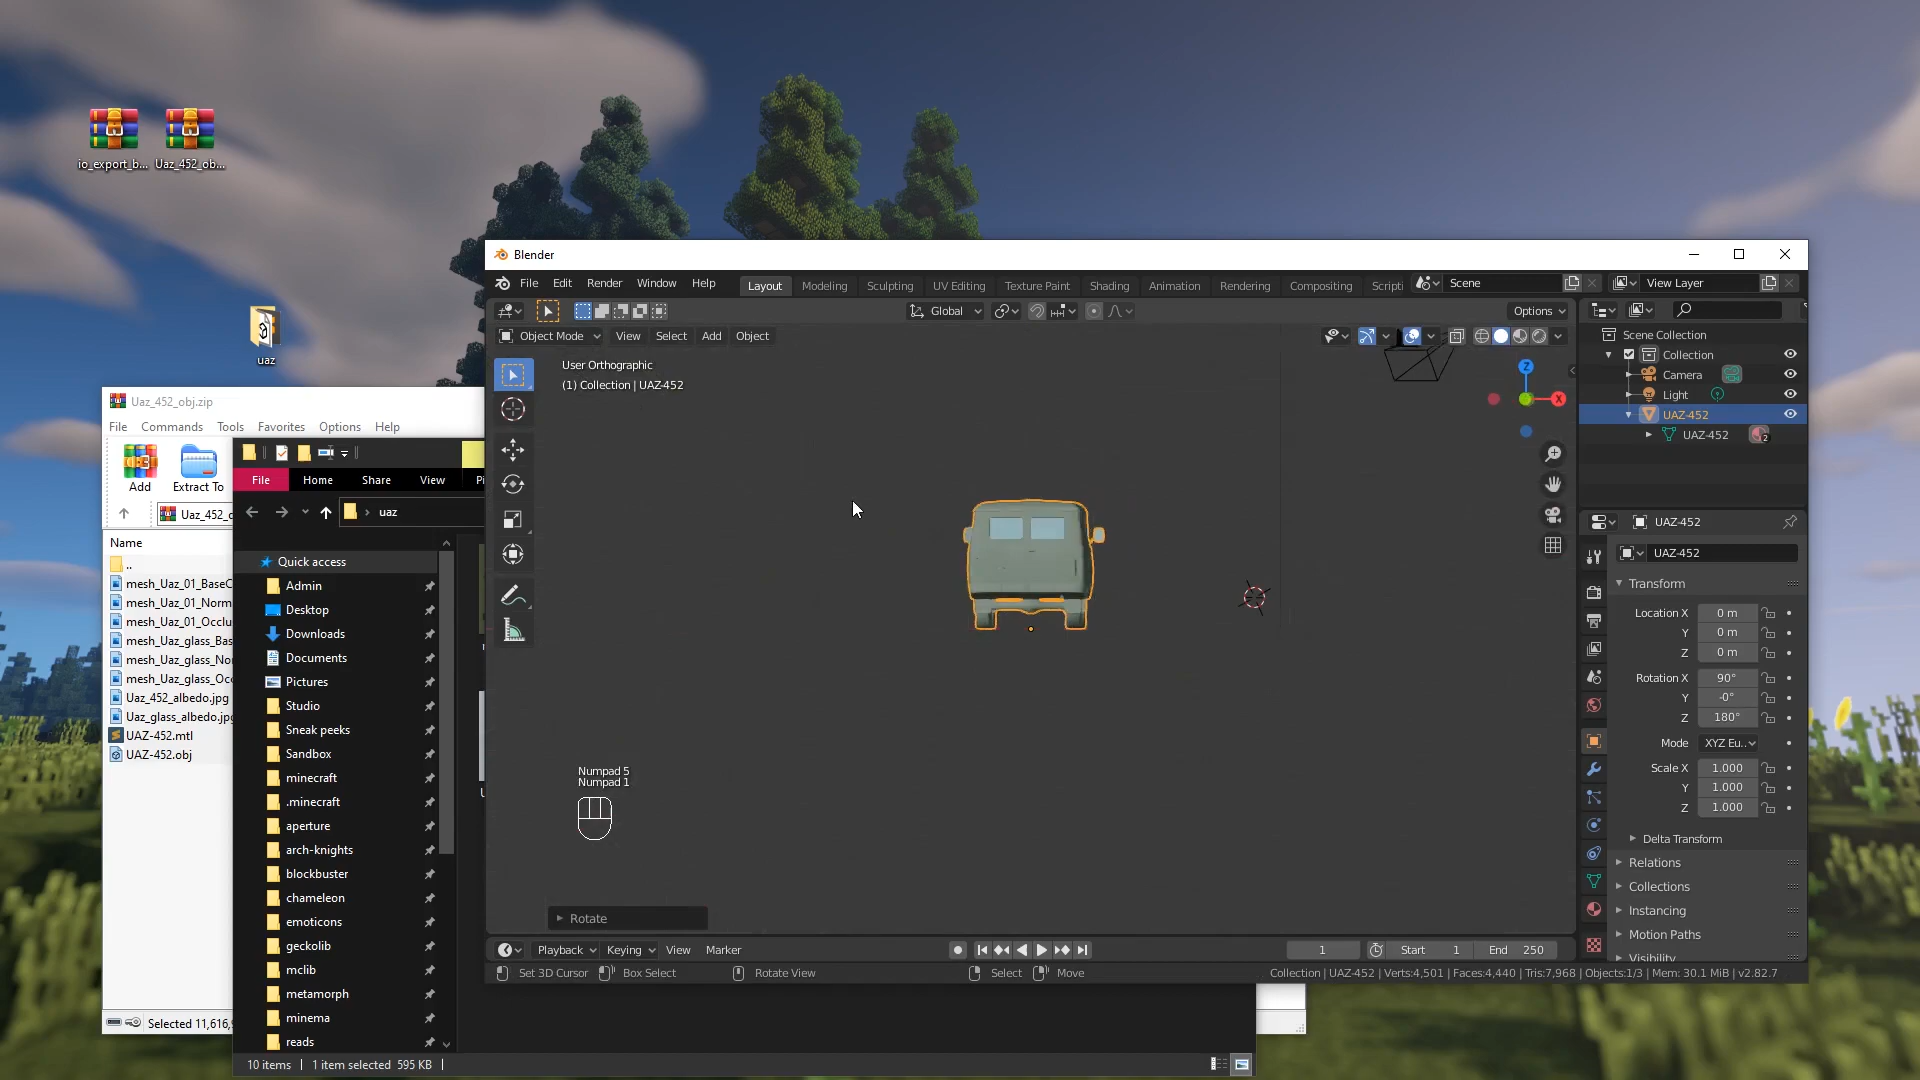 io_export_b...
Uaz_452_ob...
uaz
Uaz_452_obj.zip
File Commands Tools Favorites Options Help
Add Extract To
Name
..
mesh_Uaz_01_BaseC
mesh_Uaz_01_Norm
mesh_Uaz_01_Occlu
mesh_Uaz_glass_Bas
mesh_Uaz_glass_No
mesh_Uaz_glass_Occ
Uaz_452_albedo.jpg
Uaz_glass_albedo.jpg
UAZ-452.mtl
UAZ-452.obj
Selected 11,616,
File Home Share View
uaz
Quick access
Admin
Desktop
Downloads
Documents
Pictures
Studio
Sneak peeks
Sandbox
minecraft
.minecraft
aperture
arch-knights
blockbuster
chameleon
emoticons
geckolib
mclib
metamorph
minema
reads
10 items 1 item selected 595 KB
Blender
File Edit Render Window Help Layout Modeling Sculpting UV Editing Texture Paint Shading Animation Rendering Compositing Scripti Scene View Layer
Global Options
Object Mode View Select Add Object
User Orthographic
(1) Collection | UAZ-452
Z
X
Numpad 5
Numpad 1
Rotate
Playback Keying View Marker 1 Start 1 End 250
Set 3D Cursor Box Select Rotate View Select Move Collection | UAZ-452 | Verts:4,501 | Faces:4,440 | Tris:7,968 | Objects:1/3 | Mem: 30.1 MiB | v2.82.7
Scene Collection
Collection
Camera
Light
UAZ-452
UAZ-452 2
UAZ-452
UAZ-452
Transform
Location X 0 m
Y 0 m
Z 0 m
Rotation X 90°
Y -0°
Z 180°
Mode XYZ Eu..
Scale X 1.000
Y 1.000
Z 1.000
Delta Transform
Relations
Collections
Instancing
Motion Paths
Visibility